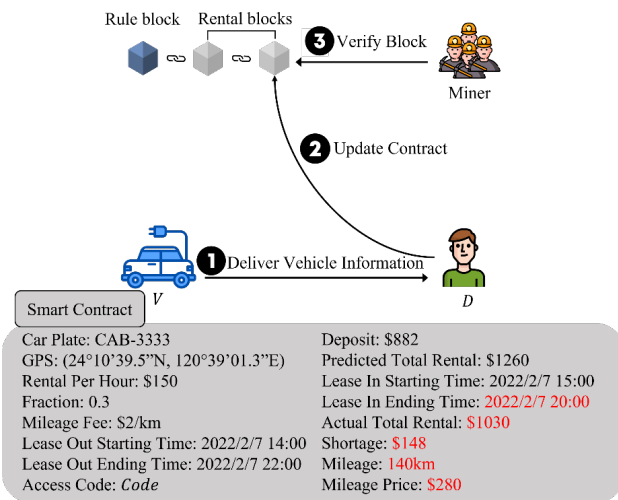 Rule block
Rental blocks
3 Verify Block
Miner
2 Update Contract
1 Deliver Vehicle Information
V
D
Smart Contract
Car Plate: CAB-3333
GPS: (24°10’39.5”N, 120°39’01.3”E)
Rental Per Hour: $150
Fraction: 0.3
Mileage Fee: $2/km
Lease Out Starting Time: 2022/2/7 14:00
Lease Out Ending Time: 2022/2/7 22:00
Access Code: Code
Deposit: $882
Predicted Total Rental: $1260
Lease In Starting Time: 2022/2/7 15:00
Lease In Ending Time: 2022/2/7 20:00
Actual Total Rental: $1030
Shortage: $148
Mileage: 140km
Mileage Price: $280